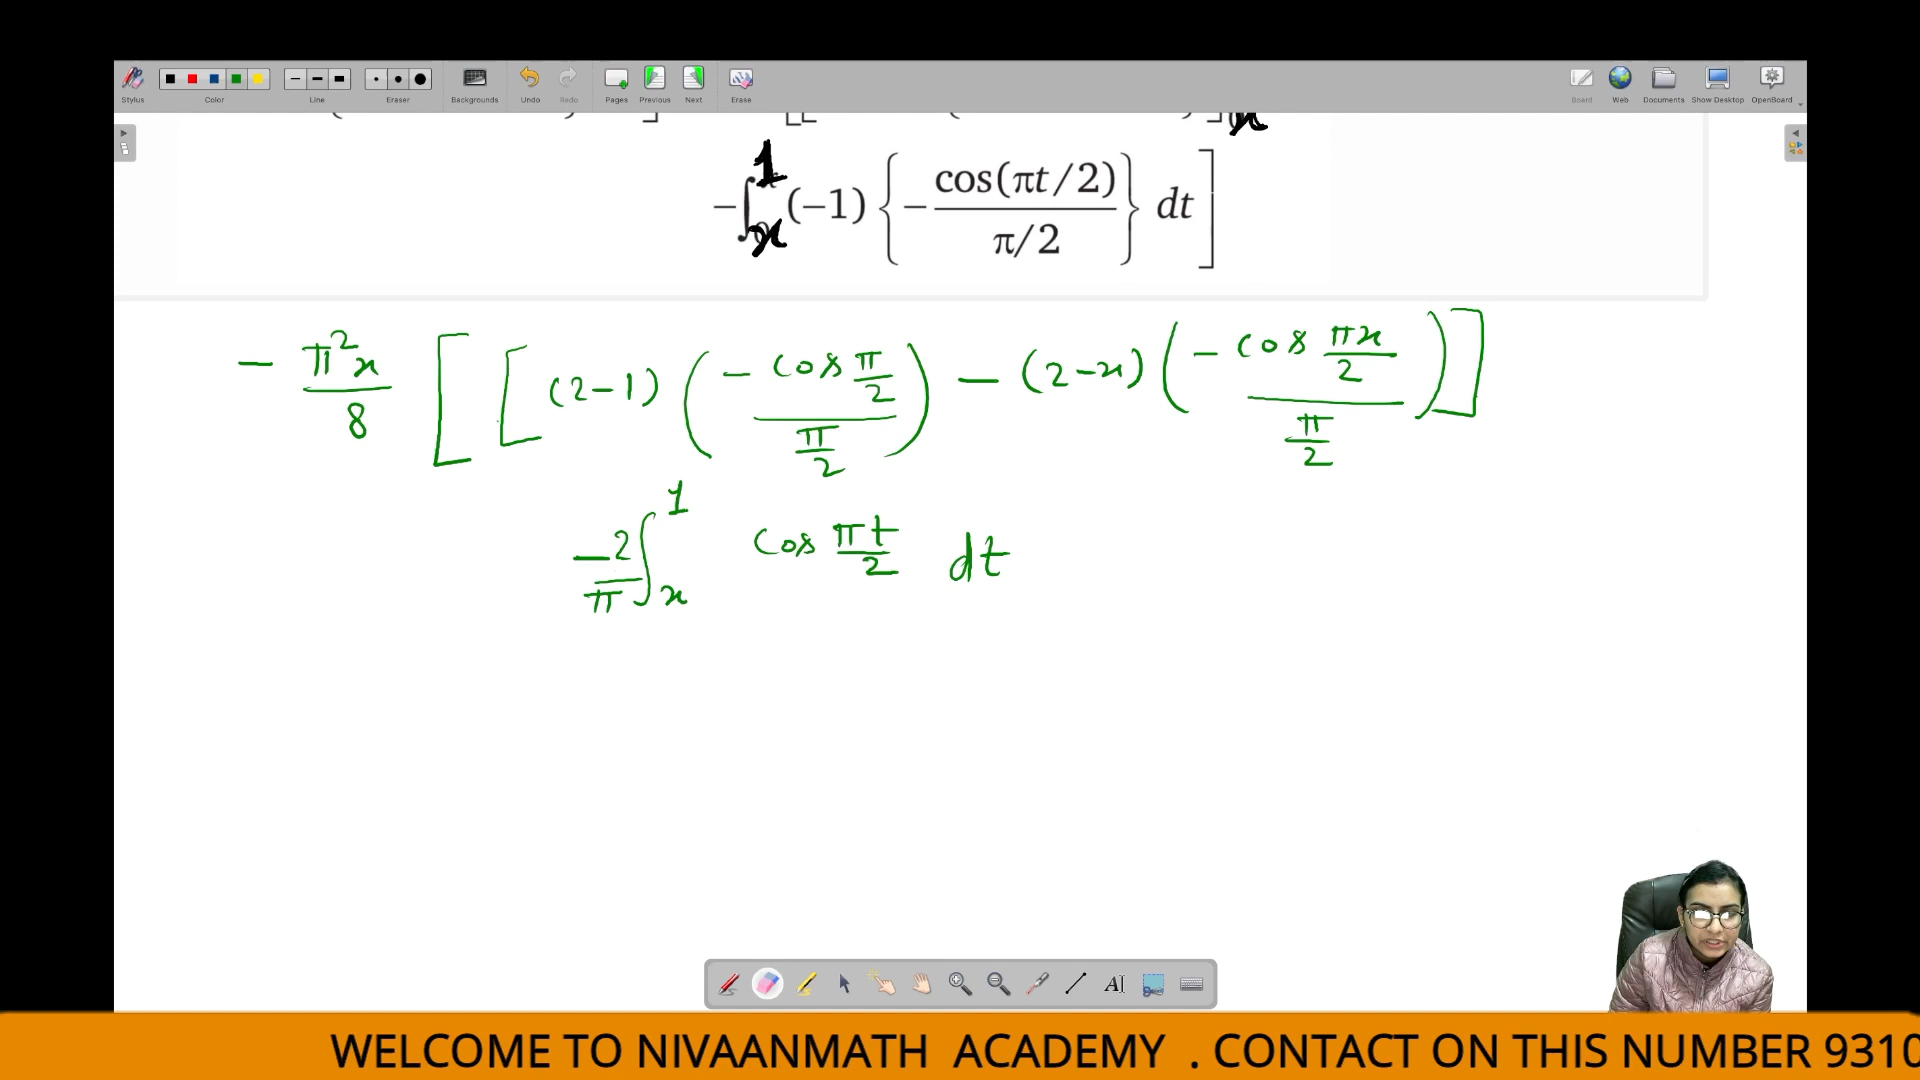 Stylus Color Line Eraser Backgrounds Undo Redo Pages Previous Next Erase Board Web Documents Show Desktop OpenBoard
x
-∫_x^1 (-1) { - cos(πt/2) / π/2 } dt ]
- π²x/8 [ [ (2-1) ( - cos π/2 / π/2 ) - (2-x) ( - cos πx/2 / π/2 ) ]
-2/π ∫_x^1 cos πt/2 dt
WELCOME TO NIVAANMATH ACADEMY . CONTACT ON THIS NUMBER 9310